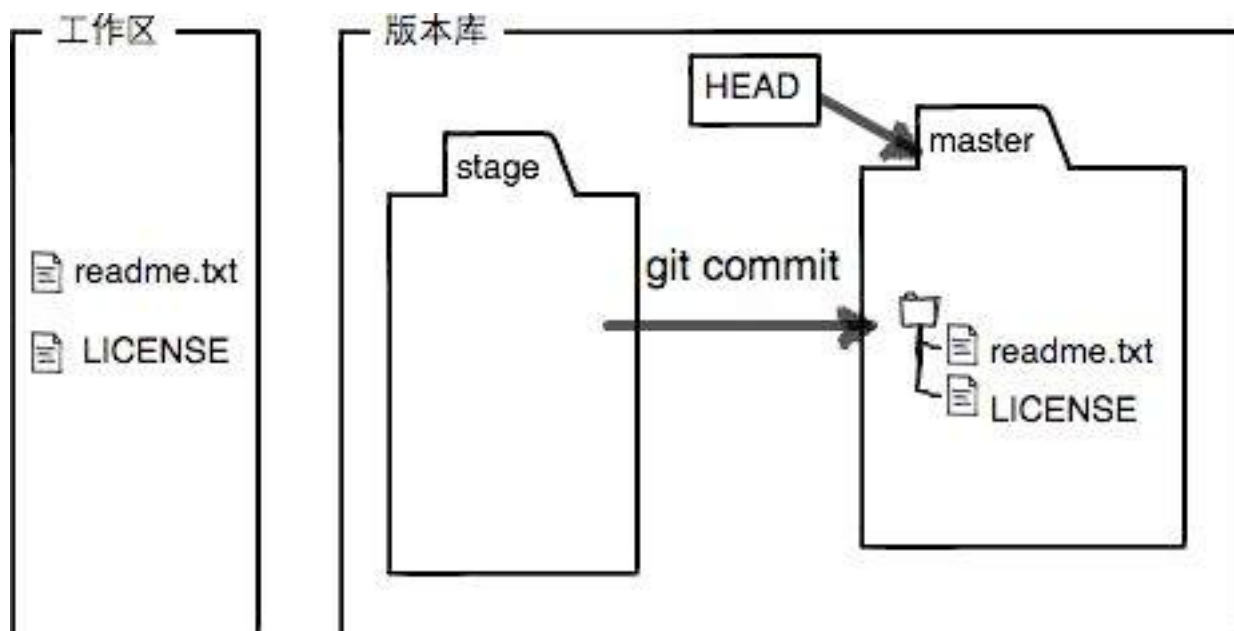 工作区
版本库
HEAD
master
stage
git commit
readme.txt
LICENSE
readme.txt
LICENSE